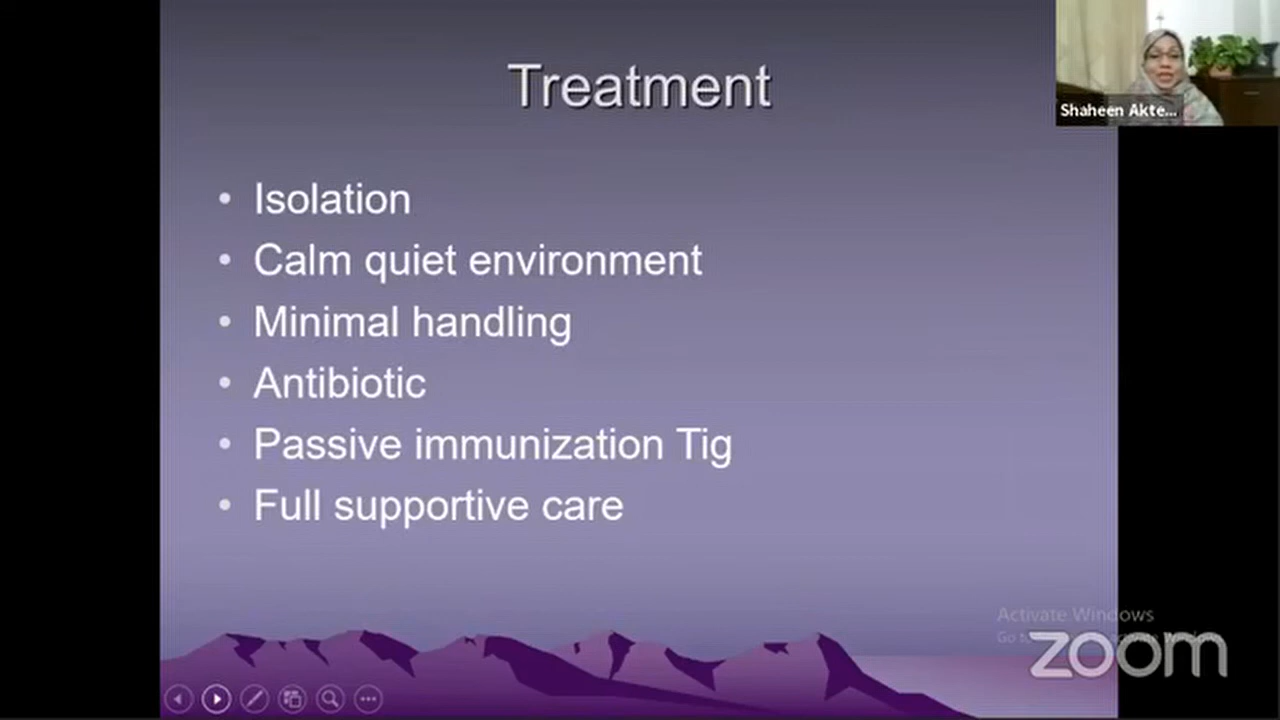 Treatment
Shaheen Akte...
• Isolation
• Calm quiet environment
• Minimal handling
• Antibiotic
• Passive immunization Tig
• Full supportive care
Activate Windows
Go
zoom